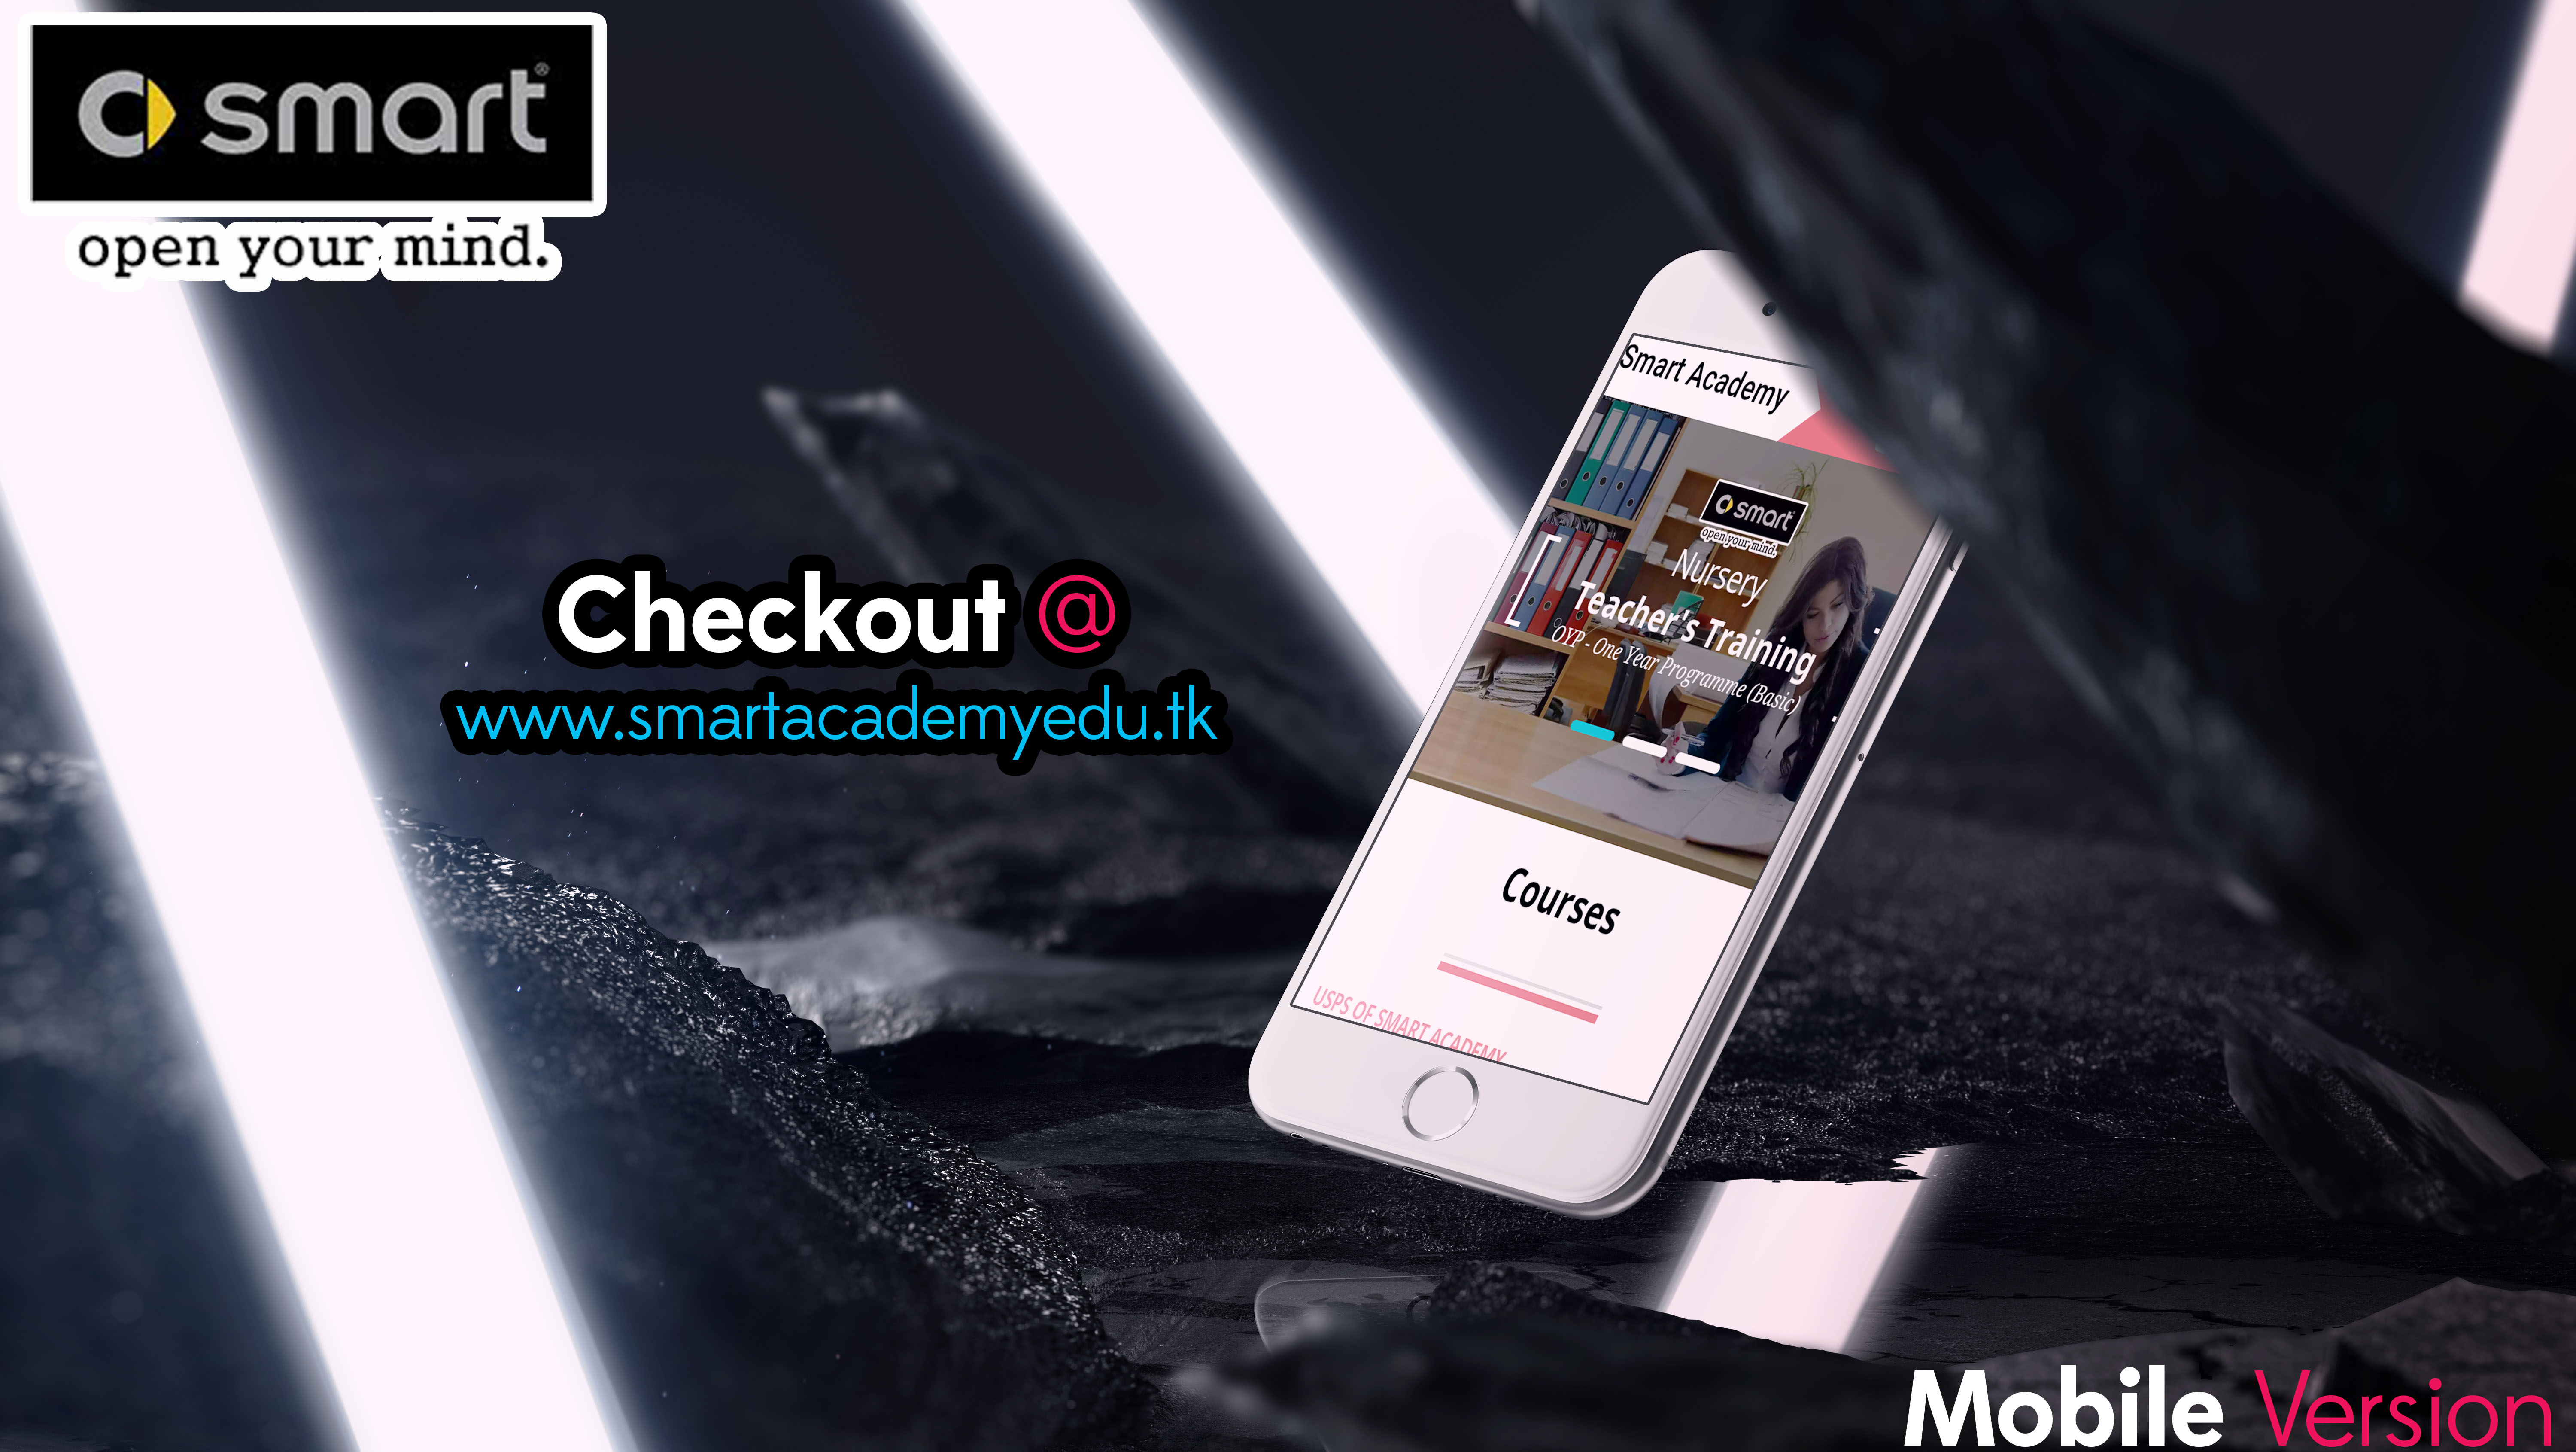 smart®
open your mind.
Checkout @
www.smartacademyedu.tk
Smart Academy
smart
open your mind.
Nursery
Teacher's Training
OYP - One Year Programme (Basic)
Courses
USPS OF SMART ACADEMY
Mobile Version